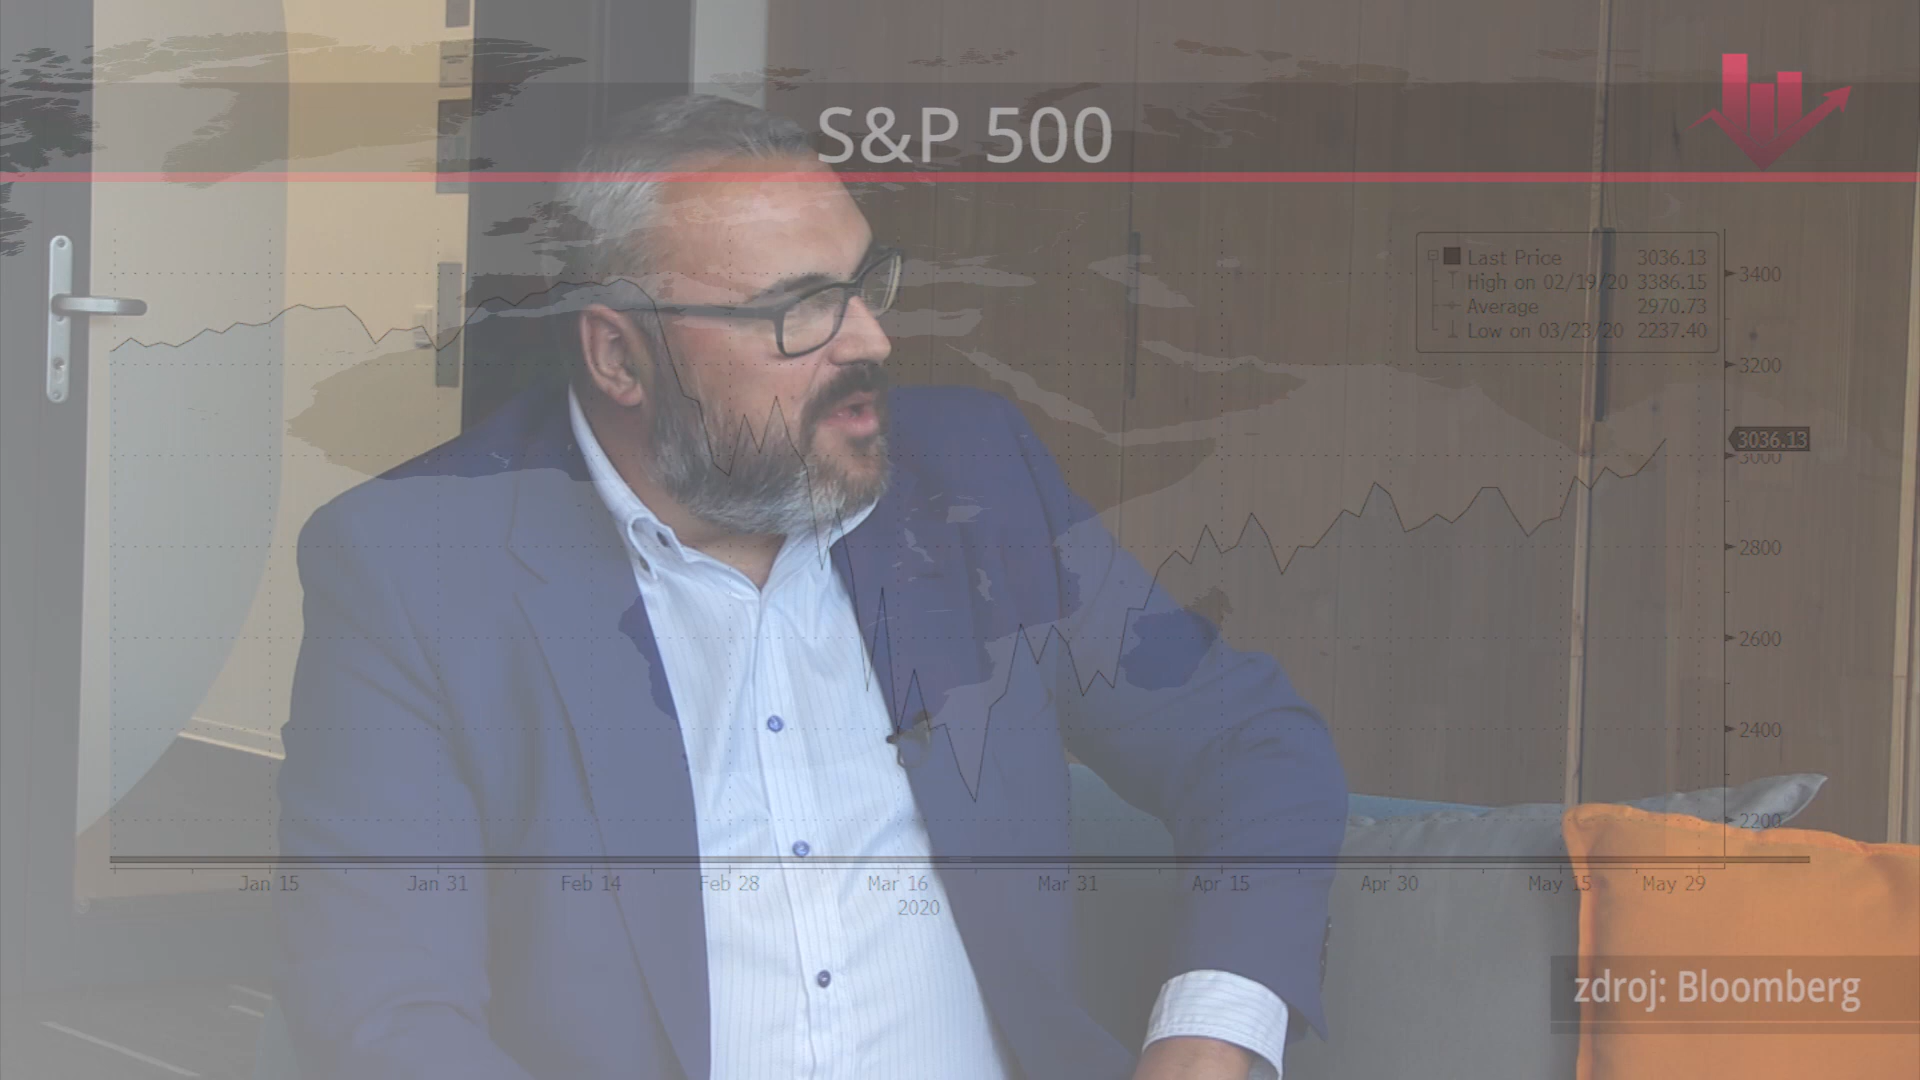 S&P 500
Last Price 3036.13
High on 02/19/20 3386.15
Average 2970.73
Low on 03/23/20 2237.40
3400
3200
3036.13
3000
2800
2600
2400
2200
Jan 15 Jan 31 Feb 14 Feb 28 Mar 16 Mar 31 Apr 15 Apr 30 May 15 May 29
2020
zdroj: Bloomberg